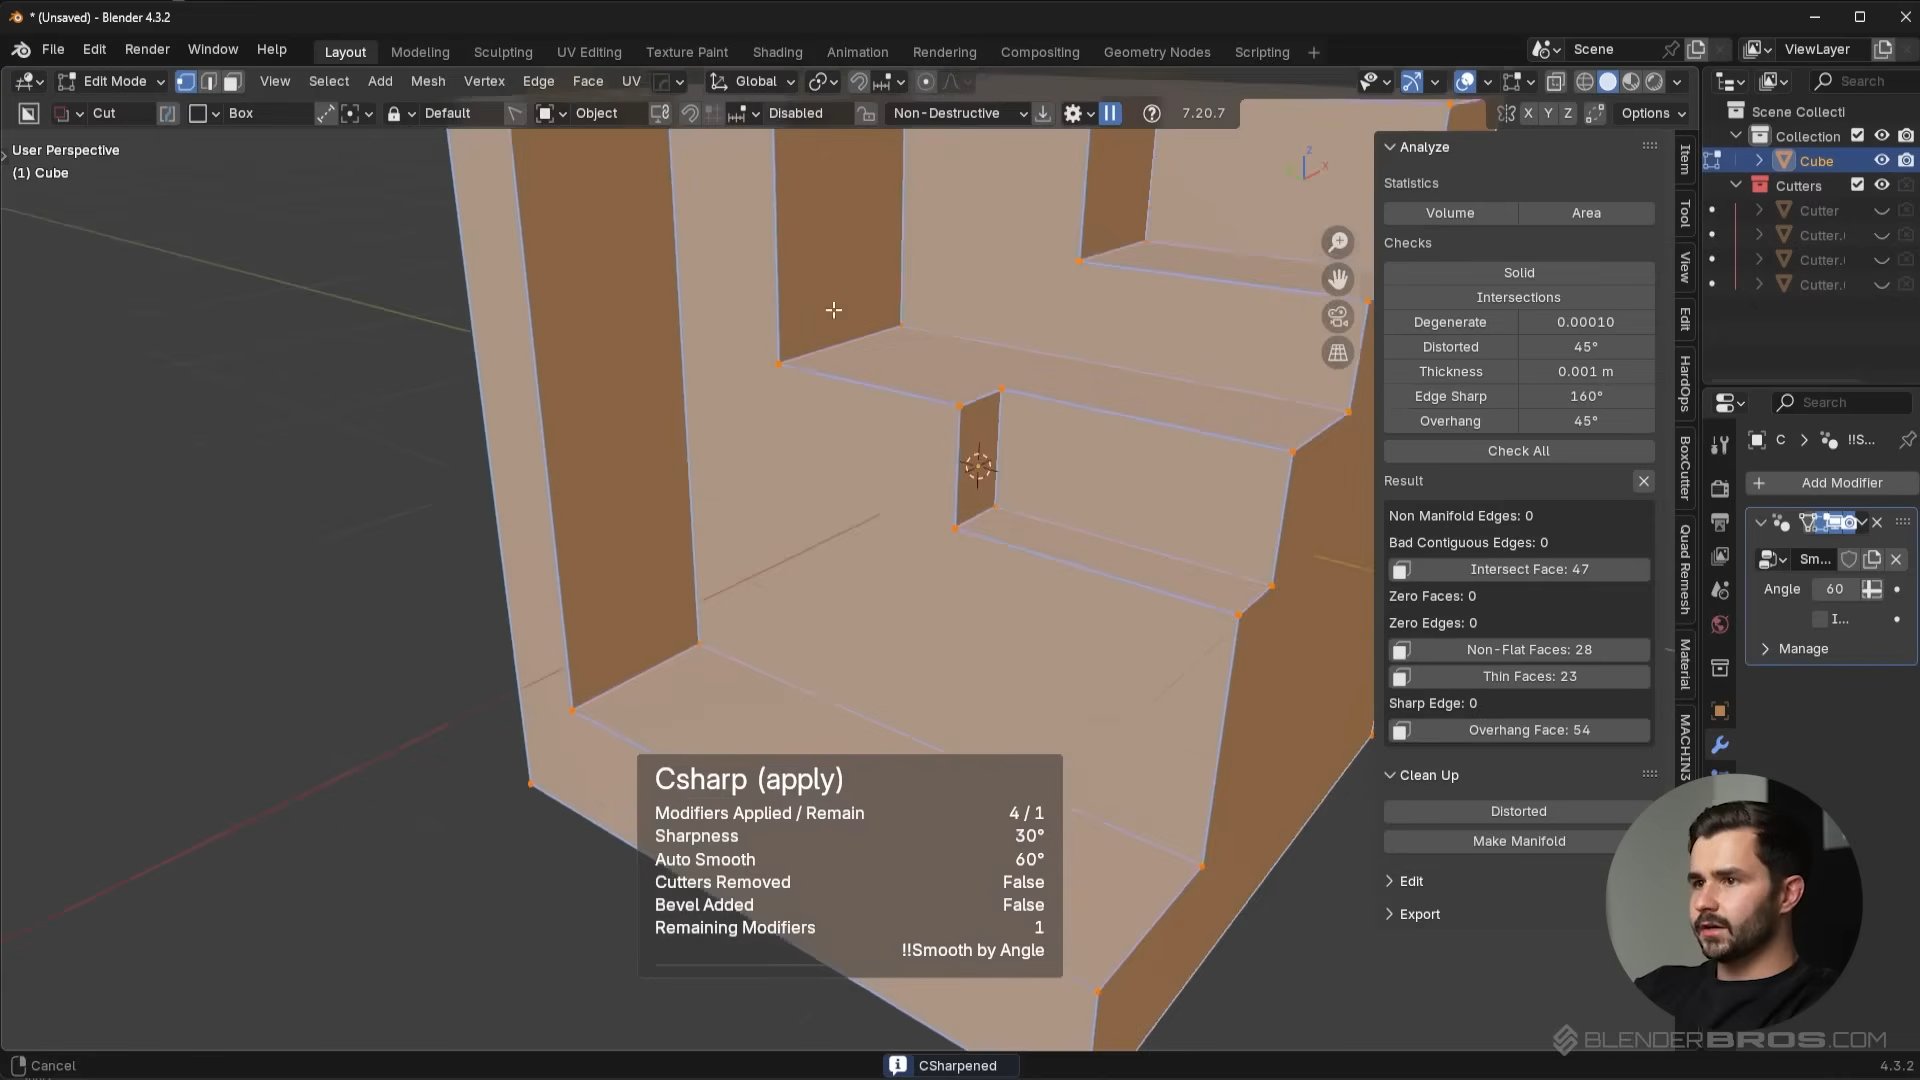 * (Unsaved) - Blender 4.3.2
File Edit Render Window Help
Layout Modeling Sculpting UV Editing Texture Paint Shading Animation Rendering Compositing Geometry Nodes Scripting +
Scene
ViewLayer
Edit Mode View Select Add Mesh Vertex Edge Face UV Global
Search
Cut Box Default Object Disabled Non-Destructive 7.20.7
X Y Z Options
User Perspective
(1) Cube
Z
X
Analyze
Statistics
Volume Area
Checks
Solid
Intersections
Degenerate 0.00010
Distorted 45°
Thickness 0.001 m
Edge Sharp 160°
Overhang 45°
Check All
Result
Non Manifold Edges: 0
Bad Contiguous Edges: 0
Intersect Face: 47
Zero Faces: 0
Zero Edges: 0
Non-Flat Faces: 28
Thin Faces: 23
Sharp Edge: 0
Overhang Face: 54
Clean Up
Distorted
Make Manifold
Edit
Export
Item
Tool
View
Edit
HardOps
BoxCutter
Quad Remesh
Material
MACHIN3
Scene Collecti
Collection
Cube
Cutters
Cutter
Cutter.
Cutter.
Cutter.
Search
C > !!S...
Add Modifier
Sm...
Angle 60
I...
Manage
Csharp (apply)
Modifiers Applied / Remain 4 / 1
Sharpness 30°
Auto Smooth 60°
Cutters Removed False
Bevel Added False
Remaining Modifiers 1
!!Smooth by Angle
BLENDERBROS.COM
Cancel
CSharpened
4.3.2